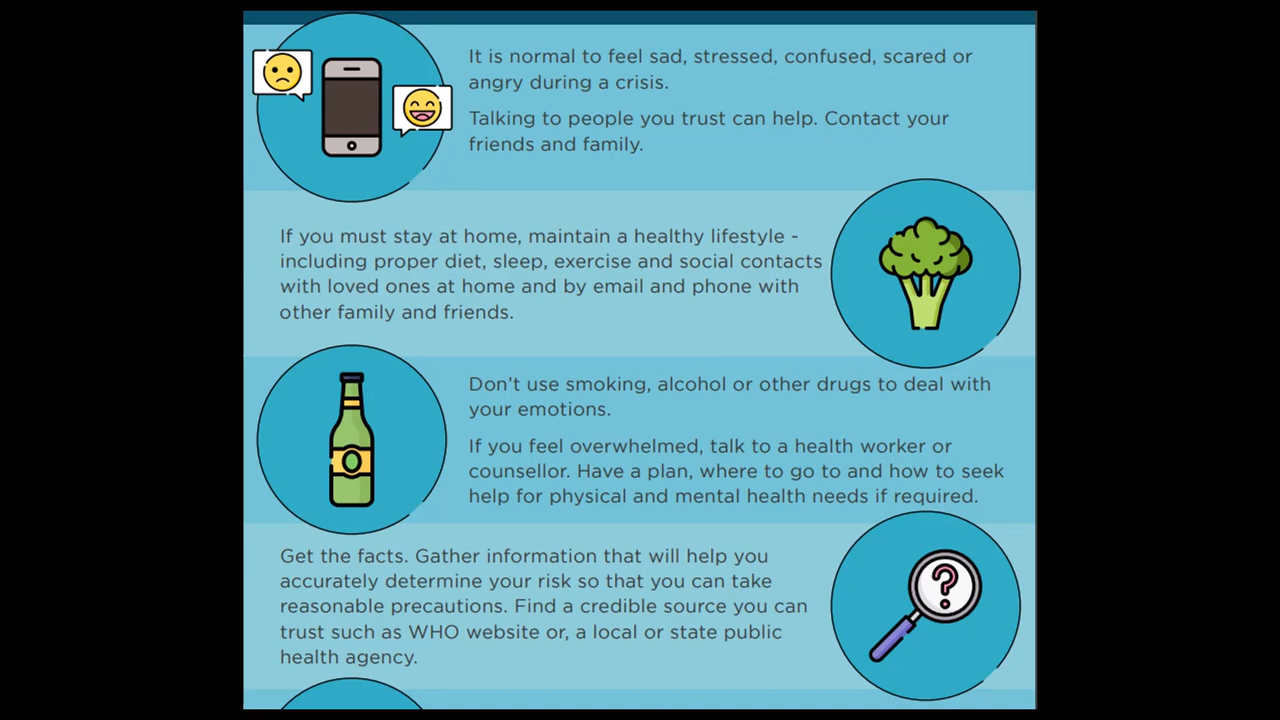 It is normal to feel sad, stressed, confused, scared or
angry during a crisis.
Talking to people you trust can help. Contact your
friends and family.
If you must stay at home, maintain a healthy lifestyle -
including proper diet, sleep, exercise and social contacts
with loved ones at home and by email and phone with
other family and friends.
Don't use smoking, alcohol or other drugs to deal with
your emotions.
If you feel overwhelmed, talk to a health worker or
counsellor. Have a plan, where to go to and how to seek
help for physical and mental health needs if required.
Get the facts. Gather information that will help you
accurately determine your risk so that you can take
reasonable precautions. Find a credible source you can
trust such as WHO website or, a local or state public
health agency.
?